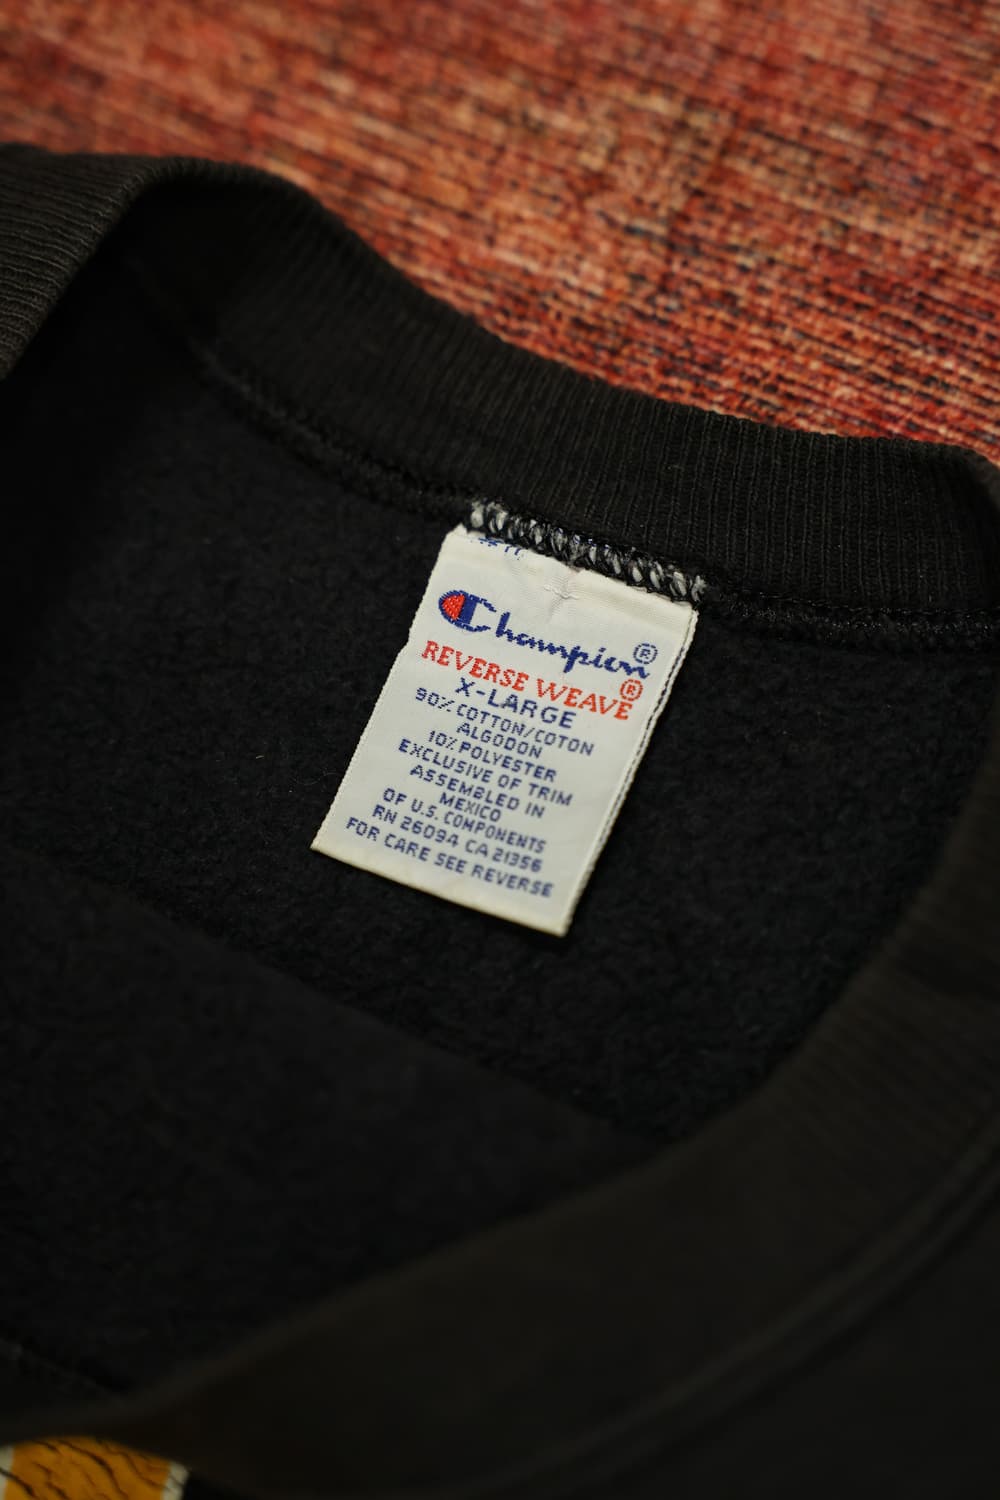 Champion®
REVERSE WEAVE®
X-LARGE
90% COTTON/COTON
ALGODON
10% POLYESTER
EXCLUSIVE OF TRIM
ASSEMBLED IN
MEXICO
OF U.S. COMPONENTS
RN 26094 CA 21356
FOR CARE SEE REVERSE